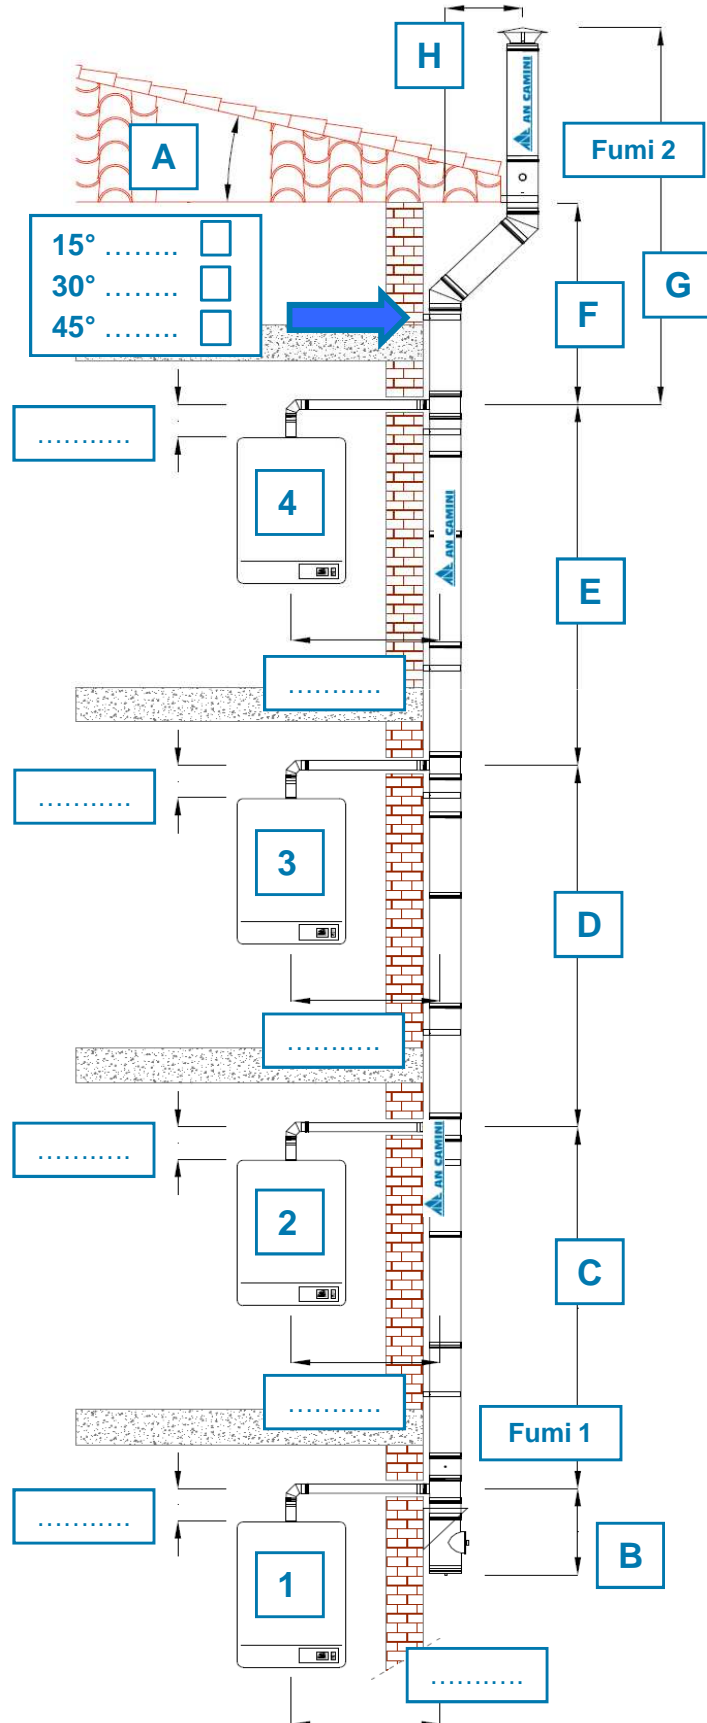 H
AN CAMINI
Fumi 2
A
15° ........
30° ........
45° ........
G
F
...........
4
AN CAMINI
E
...........
...........
3
D
...........
...........
2
AN CAMINI
C
...........
Fumi 1
...........
1
B
...........